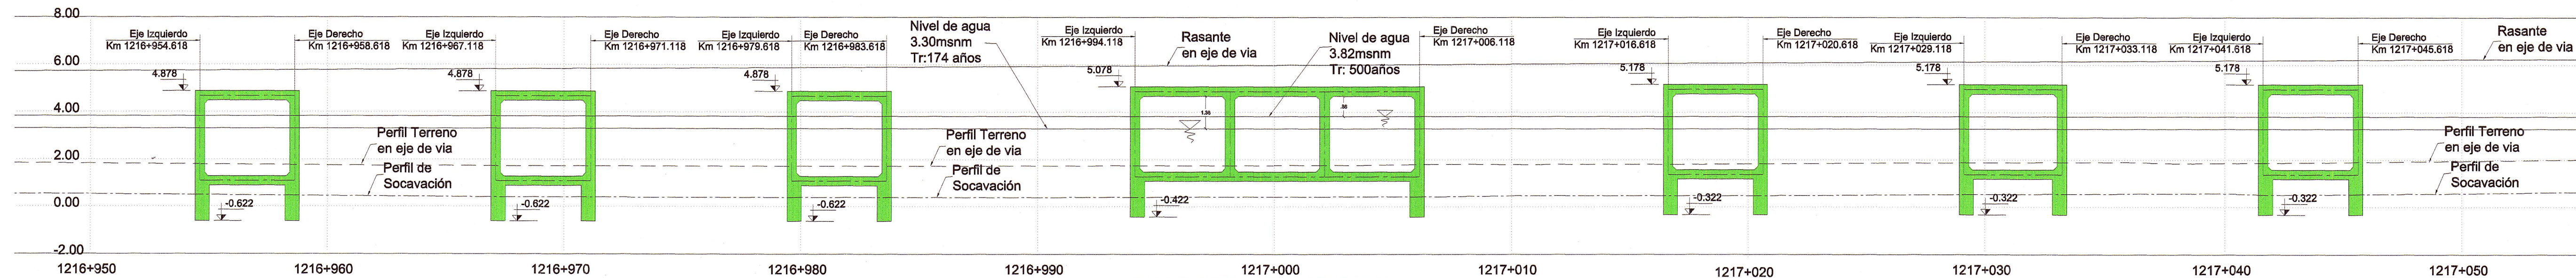 8.00
6.00
4.00
2.00
0.00
-2.00
Eje Izquierdo
Km 1216+954.618
Eje Derecho
Km 1216+958.618
4.878
-0.622
Eje Izquierdo
Km 1216+967.118
Eje Derecho
Km 1216+971.118
4.878
-0.622
Perfil Terreno
en eje de via
Perfil de
Socavación
Eje Izquierdo
Km 1216+979.618
Eje Derecho
Km 1216+983.618
4.878
-0.622
Nivel de agua
3.30msnm
Tr:174 años
Perfil Terreno
en eje de via
Perfil de
Socavación
Eje Izquierdo
Km 1216+994.118
Rasante
en eje de via
Nivel de agua
3.82msnm
Tr: 500años
Eje Derecho
Km 1217+006.118
5.078
1.36
-0.422
Eje Izquierdo
Km 1217+016.618
Eje Derecho
Km 1217+020.618
5.178
-0.322
Eje Izquierdo
Km 1217+029.118
Eje Derecho
Km 1217+033.118
5.178
-0.322
Eje Izquierdo
Km 1217+041.618
Eje Derecho
Km 1217+045.618
5.178
-0.322
Rasante
en eje de via
Perfil Terreno
en eje de via
Perfil de
Socavación
1216+950
1216+960
1216+970
1216+980
1216+990
1217+000
1217+010
1217+020
1217+030
1217+040
1217+050